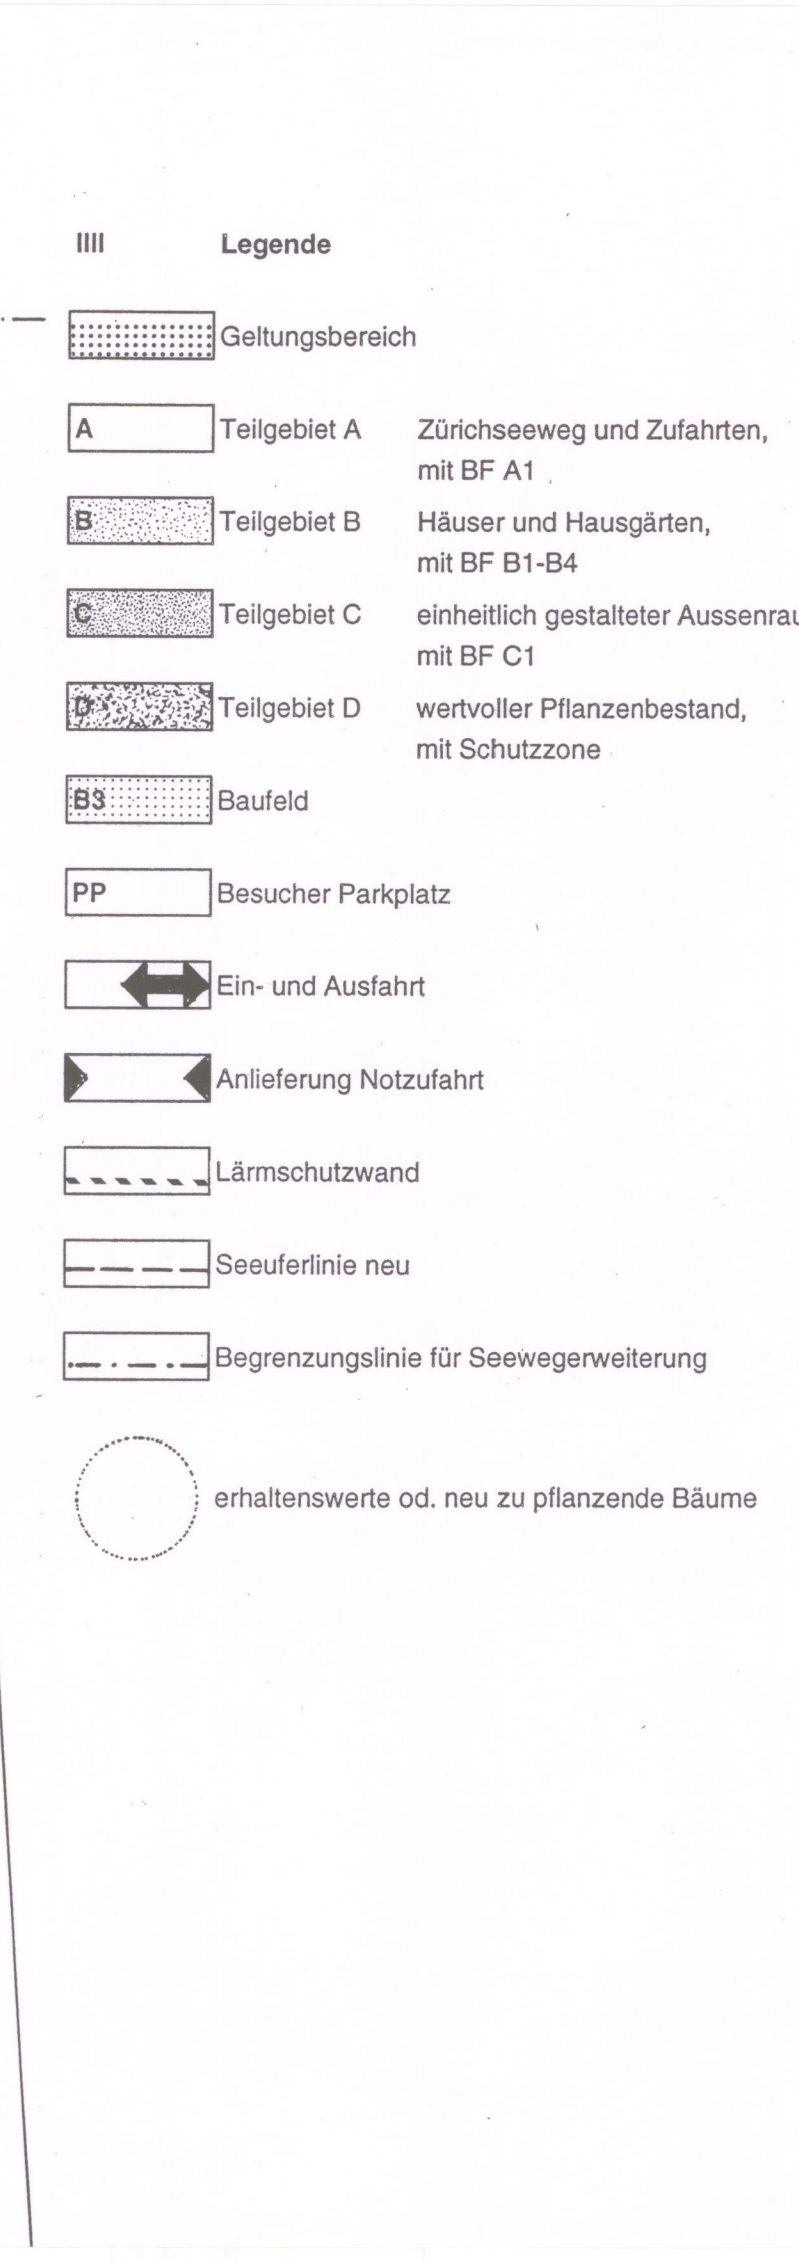 IIII Legende
Geltungsbereich
A Teilgebiet A Zürichseeweg und Zufahrten,
mit BF A1
B Teilgebiet B Häuser und Hausgärten,
mit BF B1-B4
C Teilgebiet C einheitlich gestalteter Aussenrau
mit BF C1
D Teilgebiet D wertvoller Pflanzenbestand,
mit Schutzzone
B3 Baufeld
PP Besucher Parkplatz
Ein- und Ausfahrt
Anlieferung Notzufahrt
Lärmschutzwand
Seeuferlinie neu
Begrenzungslinie für Seewegerweiterung
erhaltenswerte od. neu zu pflanzende Bäume